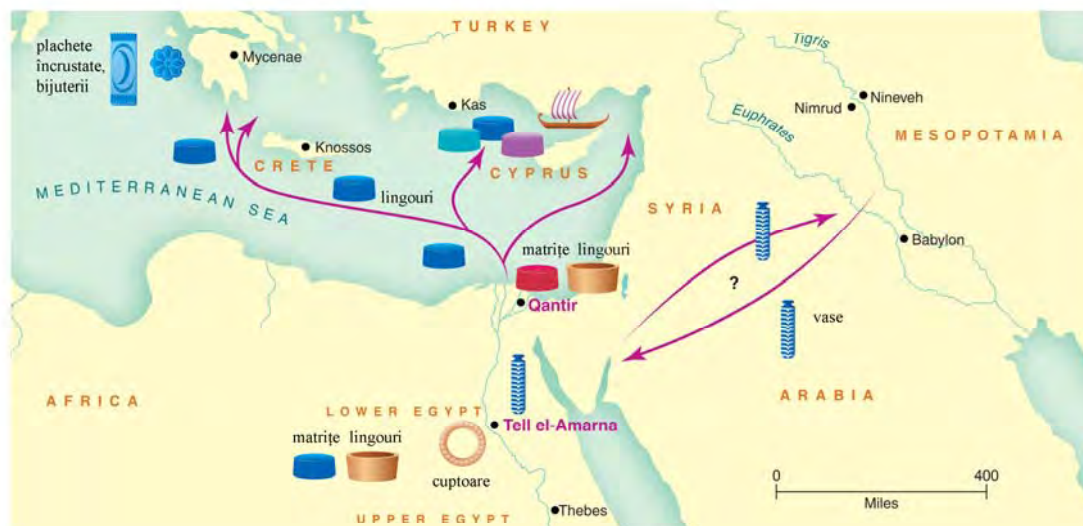 TURKEY
plachete
încrustate,
bijuterii
Mycenae
Tigris
Kas
Nineveh
Nimrud
Euphrates
MESOPOTAMIA
Knossos
CRETE
CYPRUS
MEDITERRANEAN SEA
lingouri
SYRIA
Babylon
matrițe lingouri
?
Qantir
vase
ARABIA
AFRICA
LOWER EGYPT
Tell el-Amarna
matrițe lingouri
cuptoare
0 400
Miles
Thebes
UPPER EGYPT